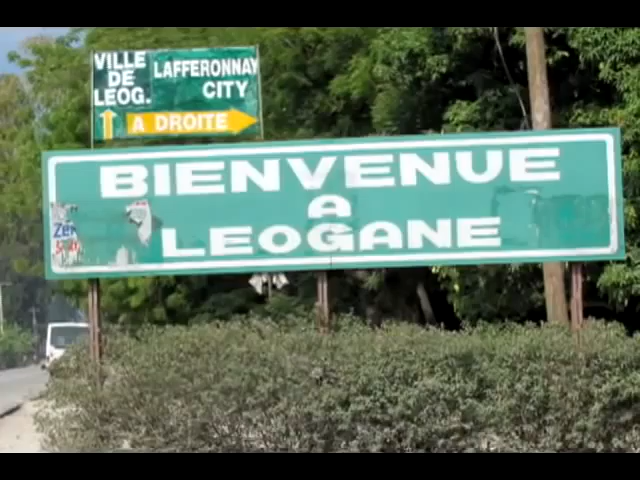 VILLE
DE
LEOG.
LAFFERONNAY
CITY
A DROITE
BIENVENUE
A
LEOGANE